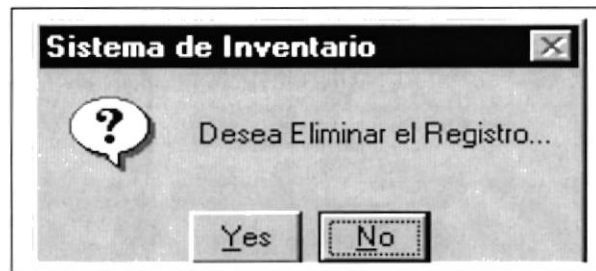 Sistema de Inventario
?
Desea Eliminar el Registro...
Yes No